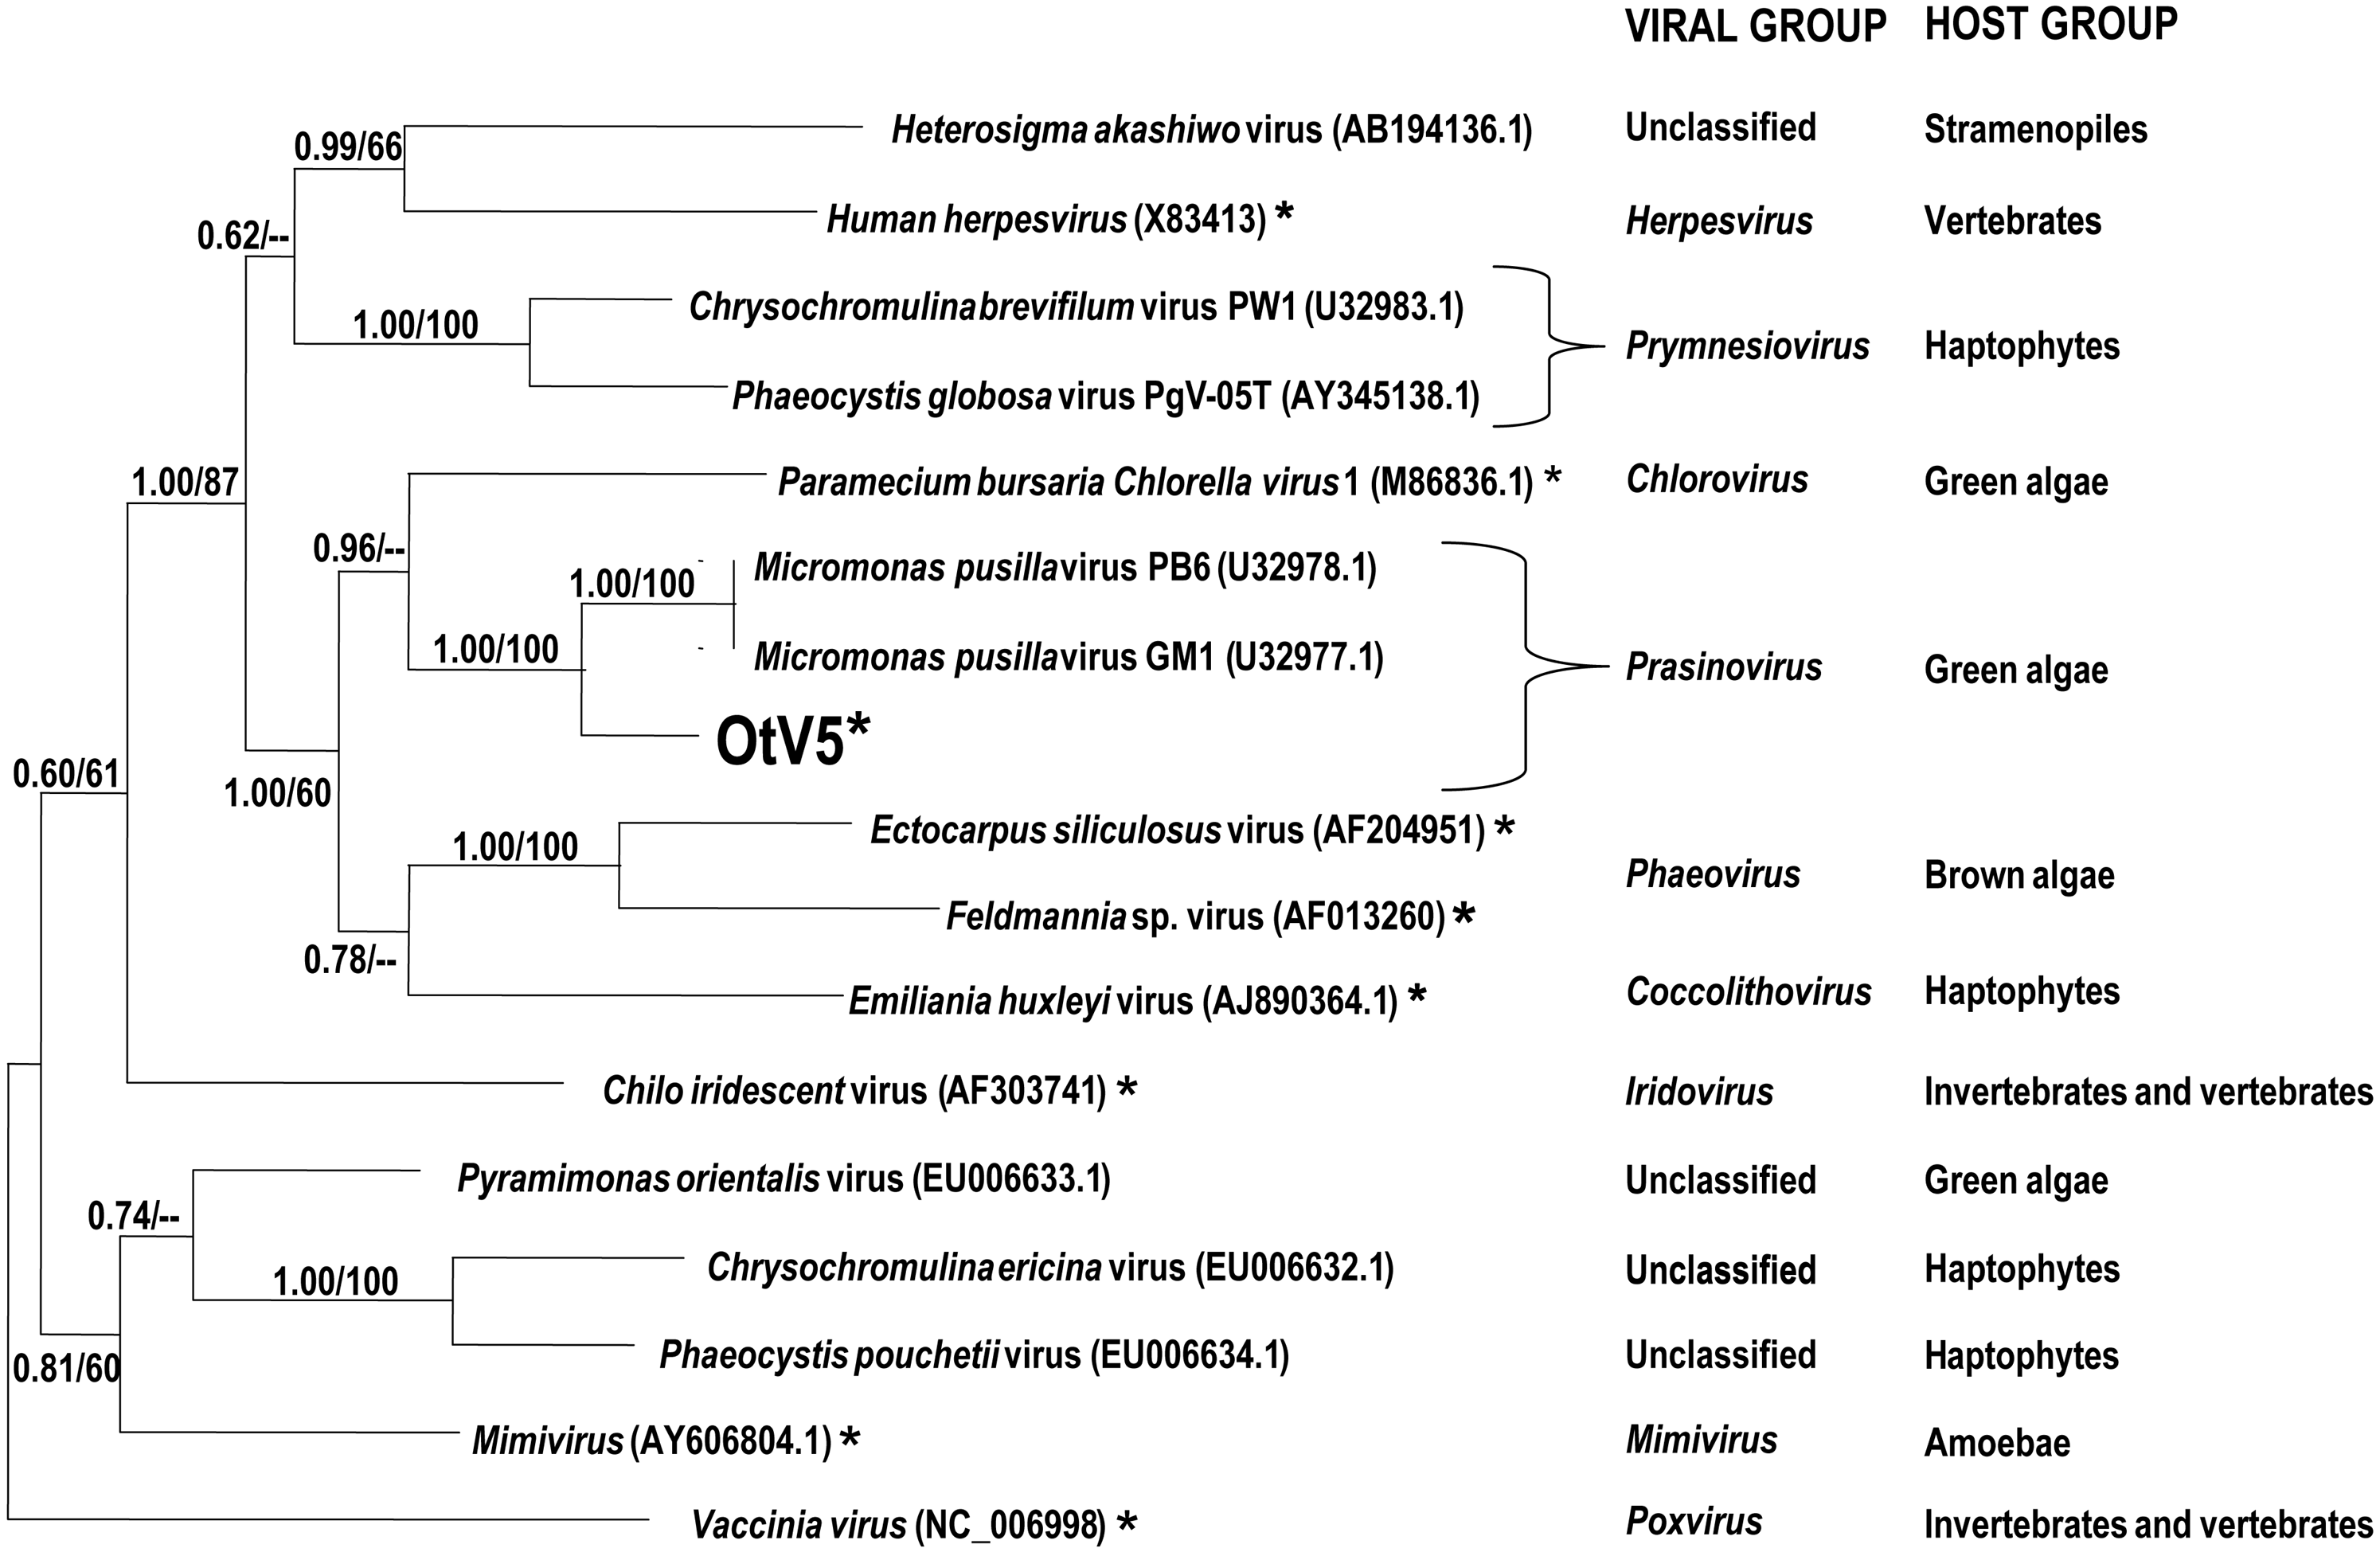 VIRAL GROUP HOST GROUP
0.99/66 Heterosigma akashiwo virus (AB194136.1) Unclassified Stramenopiles
0.62/-- Human herpesvirus (X83413) * Herpesvirus Vertebrates
Chrysochromulina brevifilum virus PW1 (U32983.1)
1.00/100 Prymnesiovirus Haptophytes
Phaeocystis globosa virus PgV-05T (AY345138.1)
1.00/87 Paramecium bursaria Chlorella virus 1 (M86836.1) * Chlorovirus Green algae
0.96/--
1.00/100 Micromonas pusilla virus PB6 (U32978.1)
1.00/100 Micromonas pusilla virus GM1 (U32977.1) Prasinovirus Green algae
OtV5*
0.60/61
1.00/60
1.00/100 Ectocarpus siliculosus virus (AF204951) *
Phaeovirus Brown algae
Feldmannia sp. virus (AF013260) *
0.78/--
Emiliania huxleyi virus (AJ890364.1) * Coccolithovirus Haptophytes
Chilo iridescent virus (AF303741) * Iridovirus Invertebrates and vertebrates
Pyramimonas orientalis virus (EU006633.1) Unclassified Green algae
0.74/--
1.00/100 Chrysochromulina ericina virus (EU006632.1) Unclassified Haptophytes
0.81/60 Phaeocystis pouchetii virus (EU006634.1) Unclassified Haptophytes
Mimivirus (AY606804.1) * Mimivirus Amoebae
Vaccinia virus (NC_006998) * Poxvirus Invertebrates and vertebrates